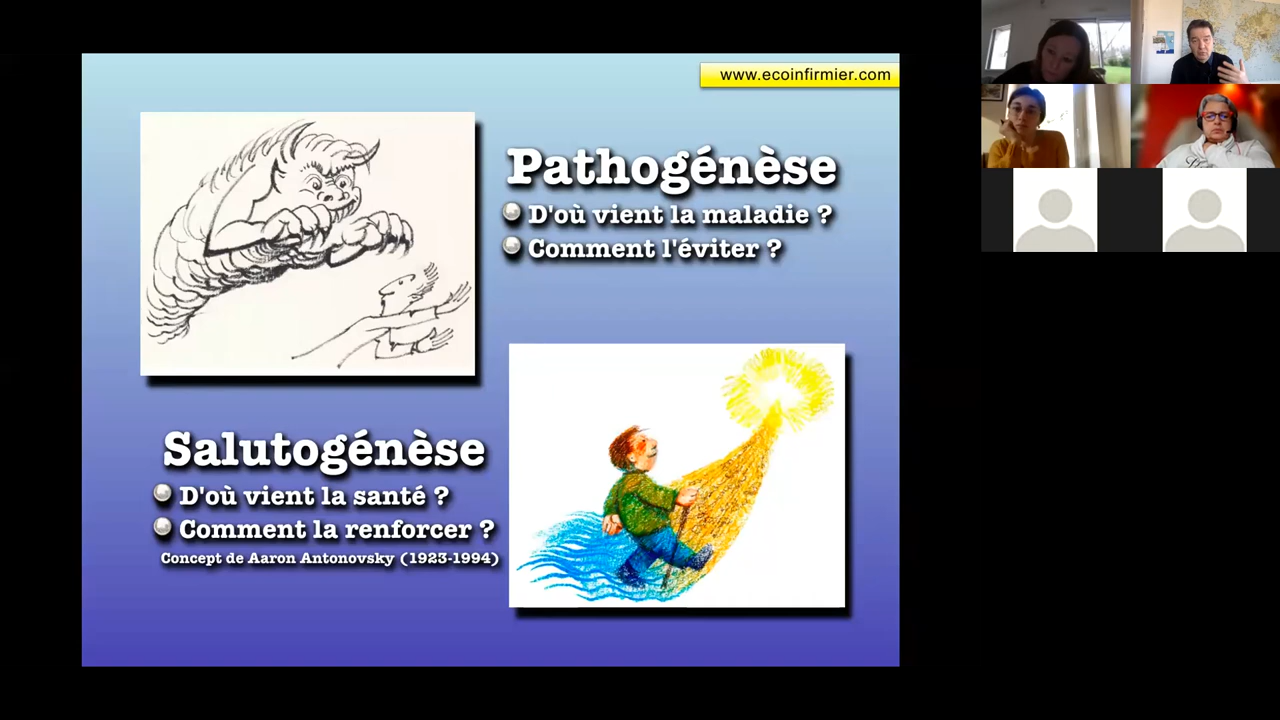 www.ecoinfirmier.com
Pathogénèse
D'où vient la maladie ?
Comment l'éviter ?
Salutogénèse
D'où vient la santé ?
Comment la renforcer ?
Concept de Aaron Antonovsky (1923-1994)